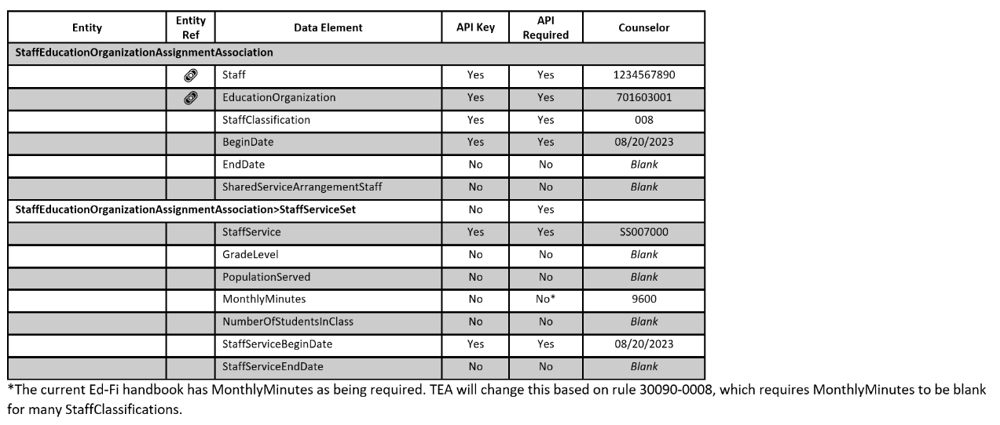 Entity Entity Ref Data Element API Key API Required Counselor
StaffEducationOrganizationAssignmentAssociation
Staff Yes Yes 1234567890
EducationOrganization Yes Yes 701603001
StaffClassification Yes Yes 008
BeginDate Yes Yes 08/20/2023
EndDate No No Blank
SharedServiceArrangementStaff No No Blank
StaffEducationOrganizationAssignmentAssociation>StaffServiceSet No Yes
StaffService Yes Yes SS007000
GradeLevel No No Blank
PopulationServed No No Blank
MonthlyMinutes No No* 9600
NumberOfStudentsInClass No No Blank
StaffServiceBeginDate Yes Yes 08/20/2023
StaffServiceEndDate No No Blank
*The current Ed-Fi handbook has MonthlyMinutes as being required. TEA will change this based on rule 30090-0008, which requires MonthlyMinutes to be blank
for many StaffClassifications.